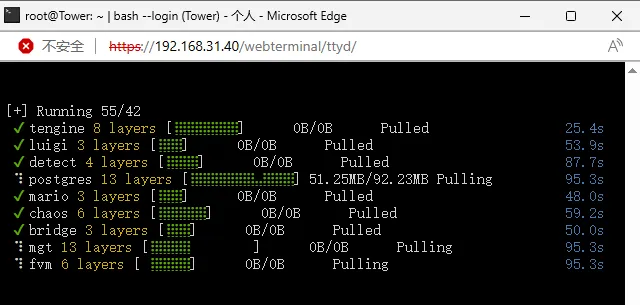 root@Tower: ~ | bash --login (Tower) - 个人 - Microsoft Edge
不安全 https://192.168.31.40/webterminal/ttyd/
[+] Running 55/42
✔ tengine 8 layers [⣿⣿⣿⣿⣿⣿⣿⣿] 0B/0B Pulled 25.4s
✔ luigi 3 layers [⣿⣿⣿] 0B/0B Pulled 53.9s
✔ detect 4 layers [⣿⣿⣿⣿] 0B/0B Pulled 87.7s
⠹ postgres 13 layers [⣿⣿⣿⣿⣿⣿⣿⣿⣀⣿⣿⣿⣿] 51.25MB/92.23MB Pulling 95.3s
✔ mario 3 layers [⣿⣿⣿] 0B/0B Pulled 48.0s
✔ chaos 6 layers [⣿⣿⣿⣿⣿⣿] 0B/0B Pulled 59.2s
✔ bridge 3 layers [⣿⣿⣿] 0B/0B Pulled 50.0s
⠹ mgt 13 layers [⣿⣿⣿⣿⣿        ] 0B/0B Pulling 95.3s
⠹ fvm 6 layers [ ⣿⣿⣿⣿⣿] 0B/0B Pulling 95.3s